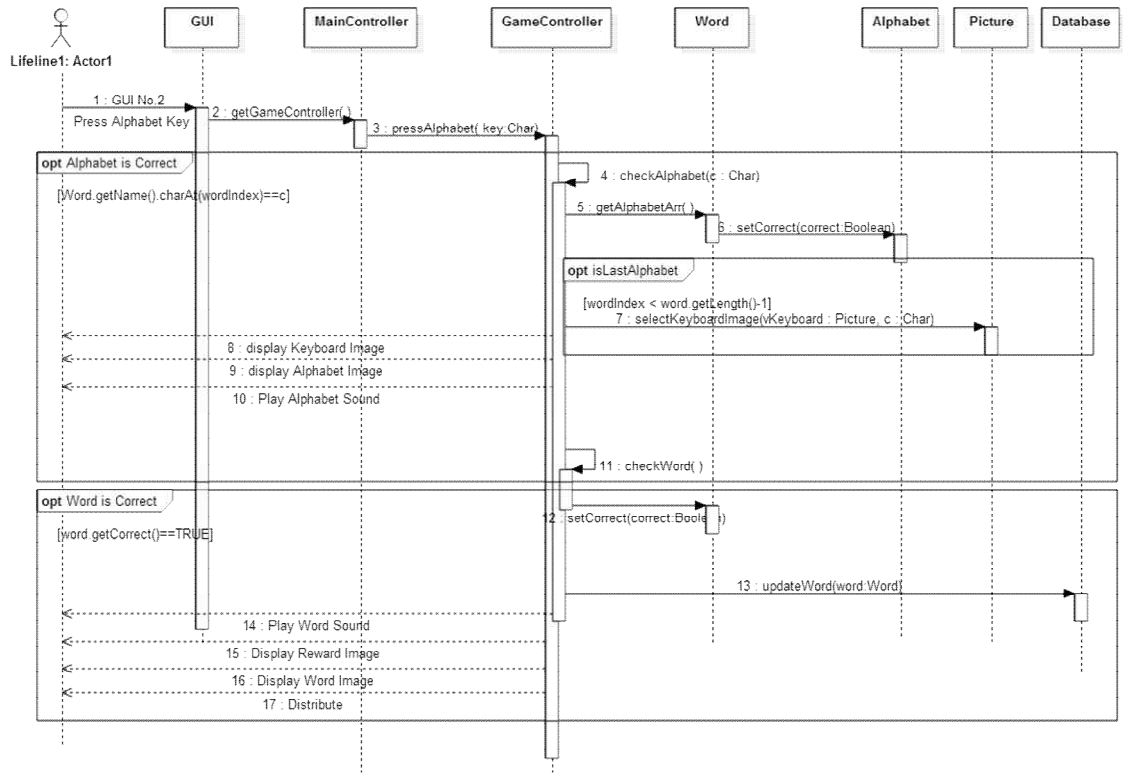 GUI
MainController
GameController
Word
Alphabet
Picture
Database
Lifeline1: Actor1
1 : GUI No.2
Press Alphabet Key
2 : getGameController( )
3 : pressAlphabet( key:Char)
opt Alphabet is Correct
4 : checkAlphabet(c : Char)
[Word.getName().charAt(wordIndex)==c]
5 : getAlphabetArr( )
6 : setCorrect(correct:Boolean)
opt isLastAlphabet
[wordIndex < word.getLength()-1]
7 : selectKeyboardImage(vKeyboard : Picture, c : Char)
8 : display Keyboard Image
9 : display Alphabet Image
10 : Play Alphabet Sound
11 : checkWord( )
opt Word is Correct
12 : setCorrect(correct:Boolean)
[word.getCorrect()==TRUE]
13 : updateWord(word:Word)
14 : Play Word Sound
15 : Display Reward Image
16 : Display Word Image
17 : Distribute